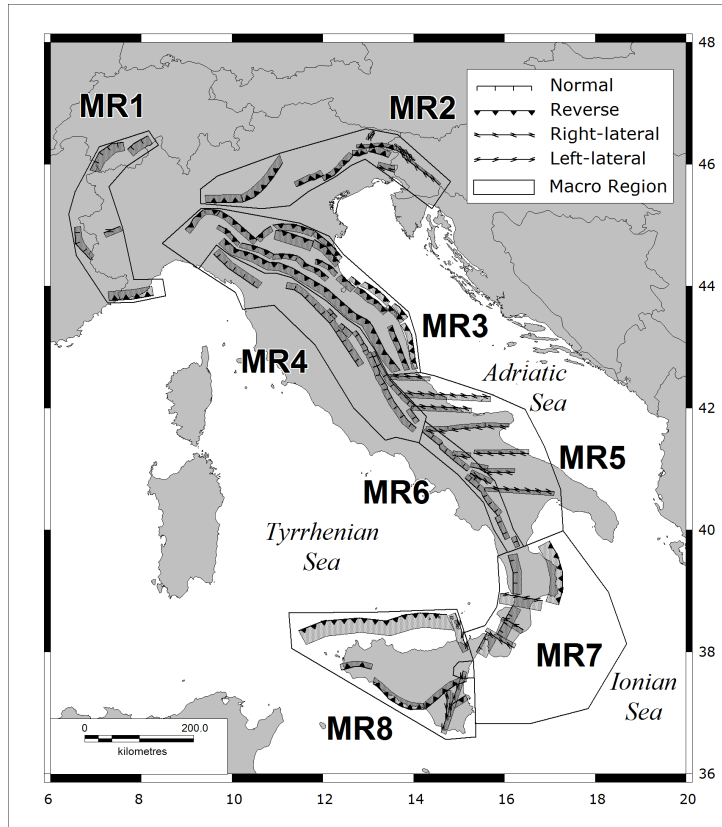 48
MR1
MR2
Normal
Reverse
Right-lateral
Left-lateral
Macro Region
46
44
MR3
MR4
Adriatic
Sea
42
MR5
MR6
Tyrrhenian
Sea
40
38
MR7
Ionian
Sea
MR8
0
200.0
kilometres
36
6
8
10
12
14
16
18
20